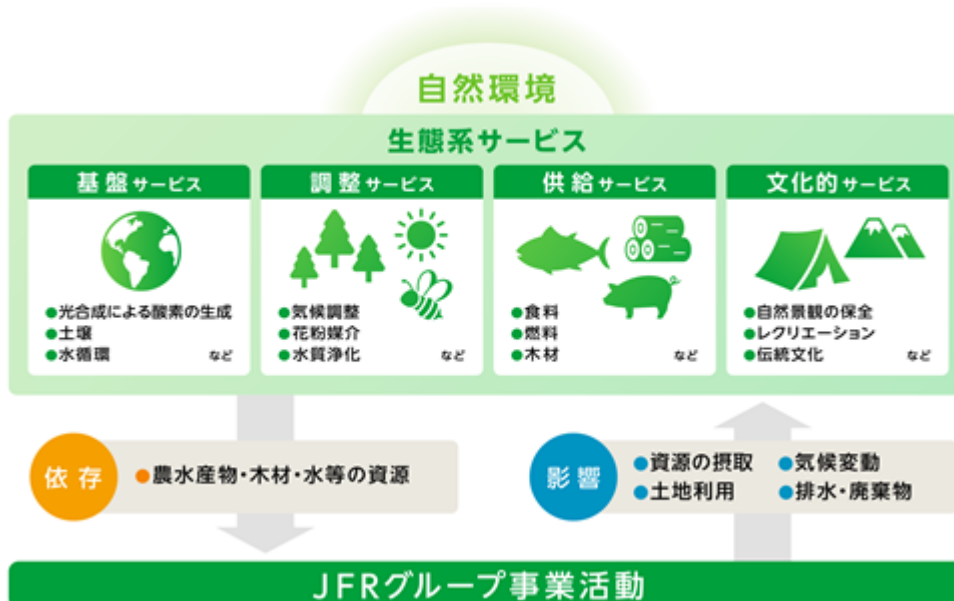 自然環境
生態系サービス
基盤サービス
●光合成による酸素の生成
●土壌
●水循環
など
調整サービス
●気候調整
●花粉媒介
●水質浄化
など
供給サービス
●食料
●燃料
●木材
など
文化的サービス
●自然景観の保全
●レクリエーション
●伝統文化
など
依存
●農水産物・木材・水等の資源
影響
●資源の摂取 ●気候変動
●土地利用 ●排水・廃棄物
JFRグループ事業活動